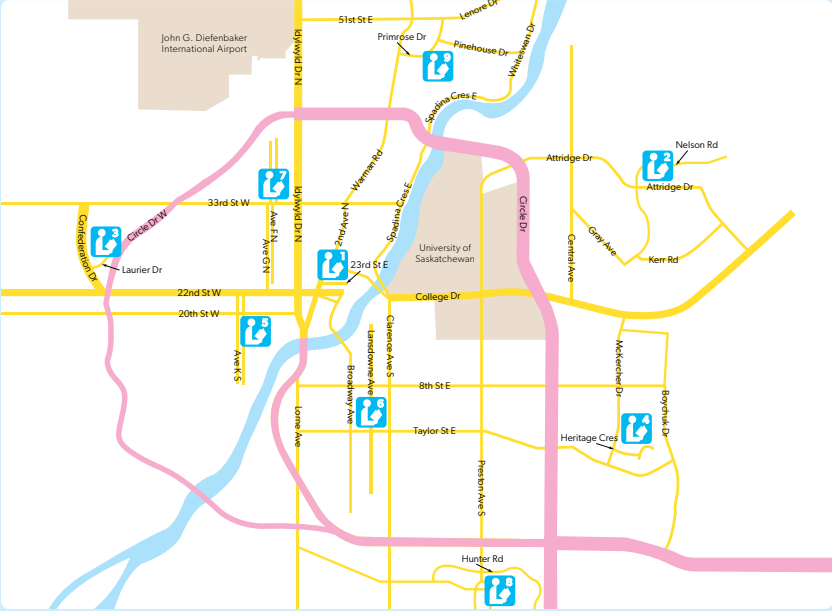 51st St E
Lenore Dr
John G. Diefenbaker
International Airport
Idylwyld Dr N
Primrose Dr
Pinehouse Dr
Whiteswan Dr
9
Spadina Cres E
Nelson Rd
2
Attridge Dr
Attridge Dr
Warman Rd
7
33rd St W
Idylwyld Dr N
2nd Ave N
Spadina Cres E
Circle Dr
Circle Dr W
Confederation Dr
3
Ave F N
Ave G N
Gray Ave
Central Ave
Kerr Rd
University of
Saskatchewan
1
23rd St E
Laurier Dr
22nd St W
College Dr
20th St W
5
Ave K S
Clarence Ave S
Lansdowne Ave
Broadway Ave
McKercher Dr
8th St E
Boychuk Dr
6
Lorne Ave
Taylor St E
Heritage Cres
4
Preston Ave S
Hunter Rd
8